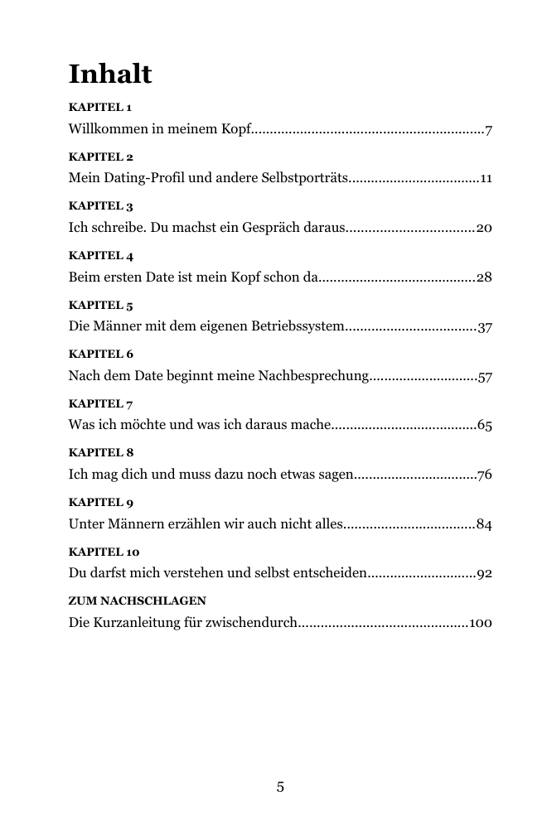 Inhalt
KAPITEL 1
Willkommen in meinem Kopf..............................................................7
KAPITEL 2
Mein Dating-Profil und andere Selbstporträts...................................11
KAPITEL 3
Ich schreibe. Du machst ein Gespräch daraus..................................20
KAPITEL 4
Beim ersten Date ist mein Kopf schon da..........................................28
KAPITEL 5
Die Männer mit dem eigenen Betriebssystem...................................37
KAPITEL 6
Nach dem Date beginnt meine Nachbesprechung.............................57
KAPITEL 7
Was ich möchte und was ich daraus mache.......................................65
KAPITEL 8
Ich mag dich und muss dazu noch etwas sagen.................................76
KAPITEL 9
Unter Männern erzählen wir auch nicht alles...................................84
KAPITEL 10
Du darfst mich verstehen und selbst entscheiden.............................92
ZUM NACHSCHLAGEN
Die Kurzanleitung für zwischendurch.............................................100
5